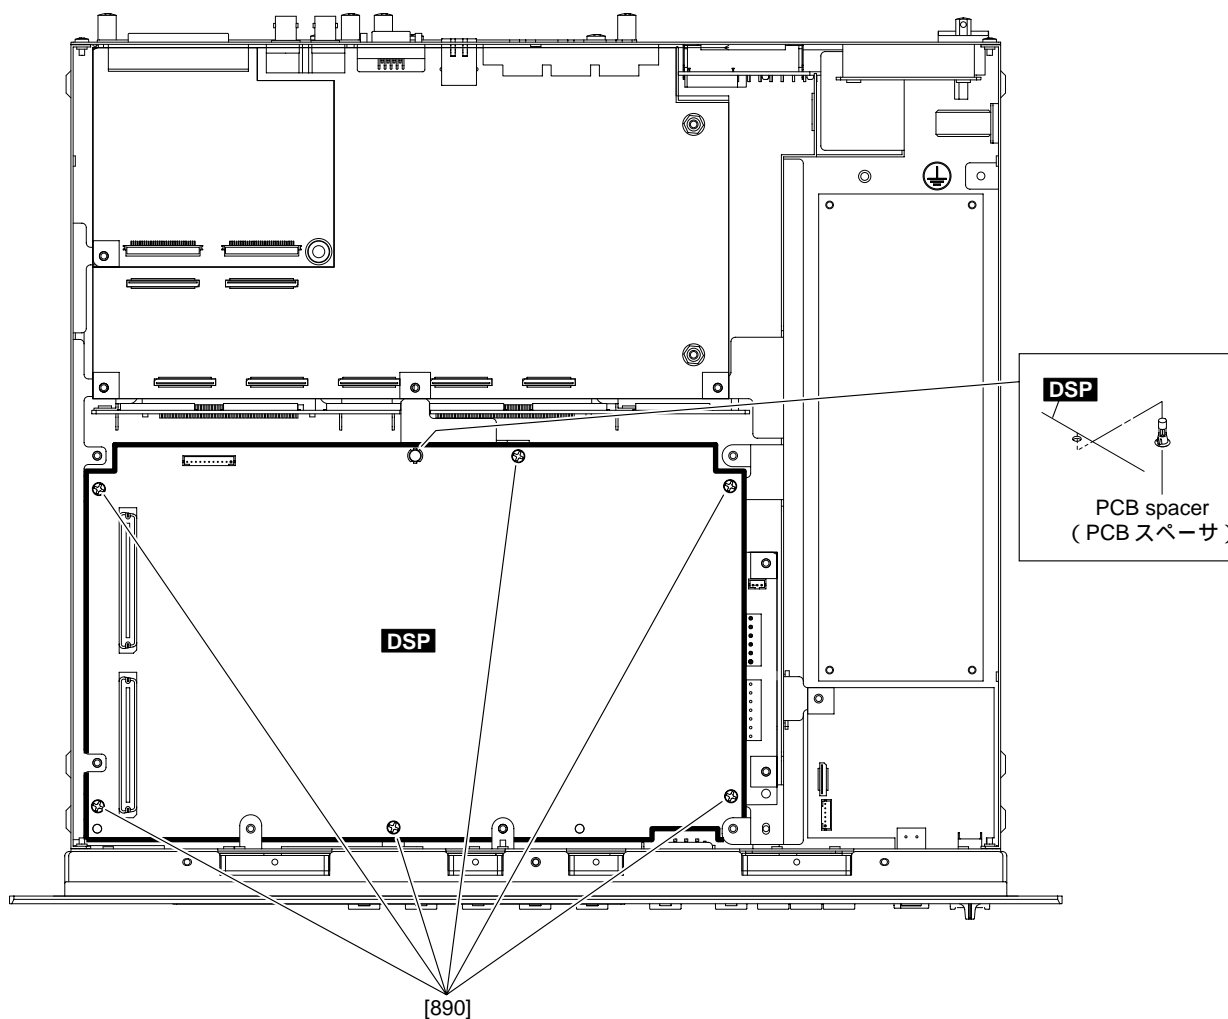 DSP
PCB spacer
（PCB スペーサ）
DSP
[890]